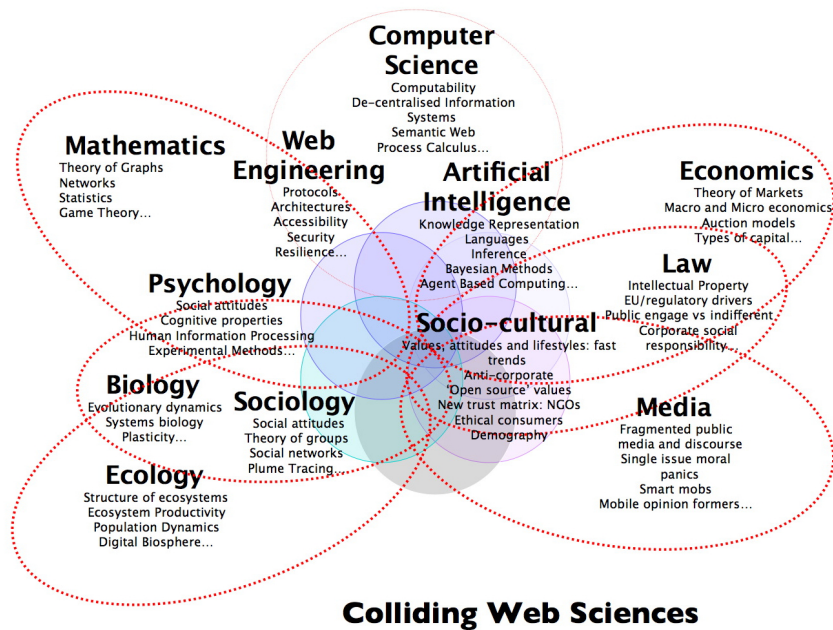 Computer
Science
Computability
De-centralised Information
Systems
Semantic Web
Process Calculus...
Mathematics
Theory of Graphs
Networks
Statistics
Game Theory...
Web
Engineering
Protocols
Architectures
Accessibility
Security
Resilience...
Artificial
Intelligence
Knowledge Representation
Languages
Inference
Bayesian Methods
Agent Based Computing...
Economics
Theory of Markets
Macro and Micro economics
Auction models
Types of capital...
Law
Intellectual Property
EU/regulatory drivers
Public engage vs indifferent
Corporate social
responsibility...
Psychology
Social attitudes
Cognitive properties
Human Information Processing
Experimental Methods...
Socio-cultural
Values, attitudes and lifestyles: fast
trends
Anti-corporate
'Open source' values
New trust matrix: NGOs
Ethical consumers
Demography
Biology
Evolutionary dynamics
Systems biology
Plasticity...
Sociology
Social attitudes
Theory of groups
Social networks
Plume Tracing...
Media
Fragmented public
media and discourse
Single issue moral
panics
Smart mobs
Mobile opinion formers...
Ecology
Structure of ecosystems
Ecosystem Productivity
Population Dynamics
Digital Biosphere...
Colliding Web Sciences